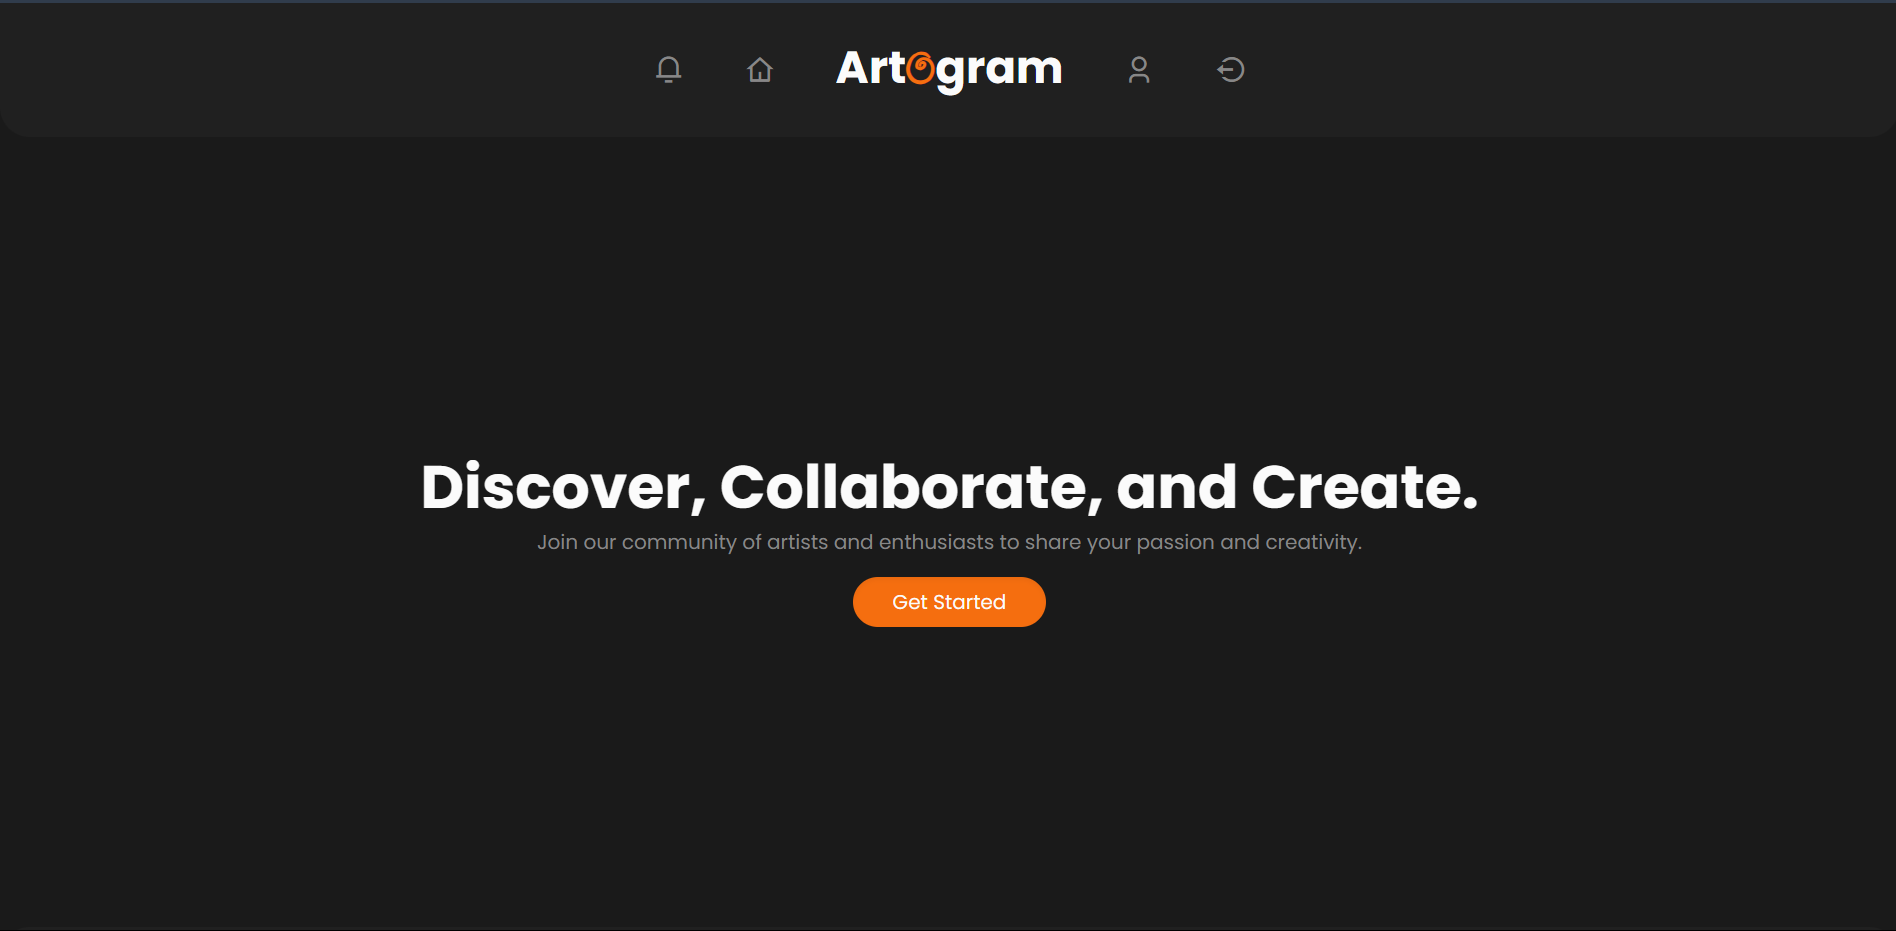 Artogram
Discover, Collaborate, and Create.
Join our community of artists and enthusiasts to share your passion and creativity.
Get Started